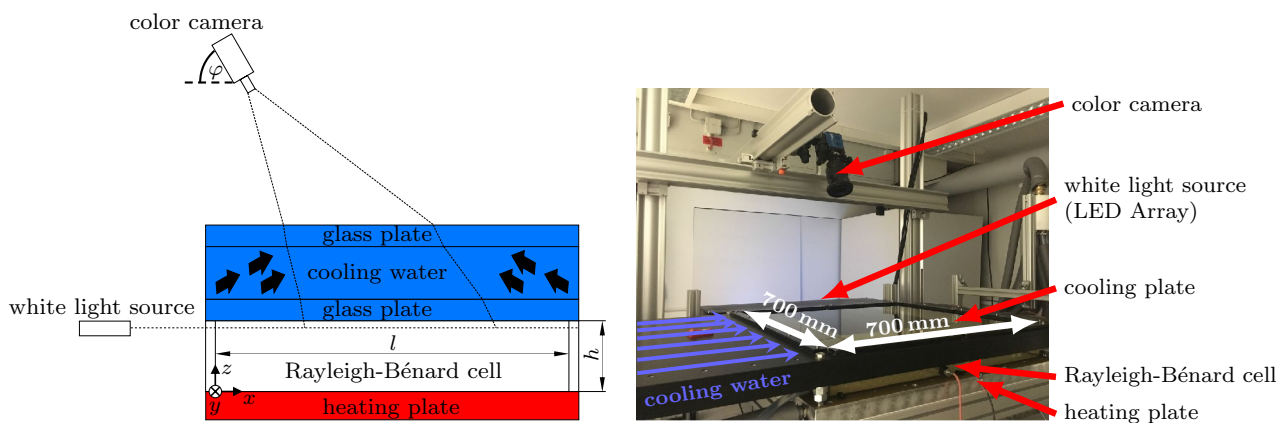 color camera
φ
glass plate
cooling water
glass plate
white light source
l
h
Rayleigh-Bénard cell
z
x
y
heating plate
color camera
white light source
(LED Array)
cooling plate
700 mm
700 mm
cooling water
Rayleigh-Bénard cell
heating plate